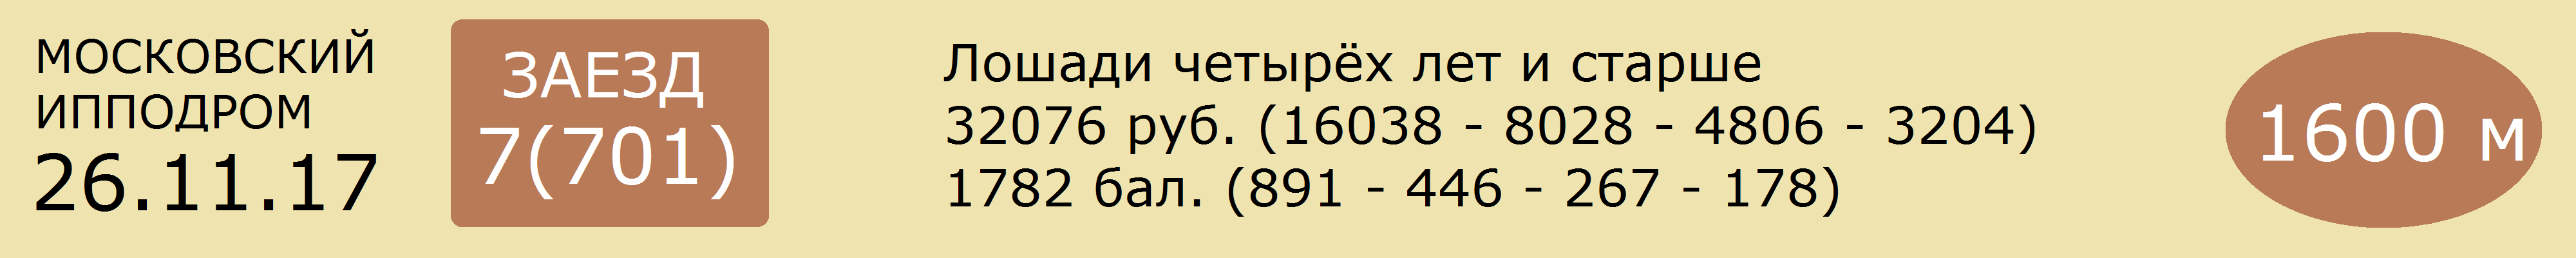 МОСКОВСКИЙ
ИППОДРОМ
26.11.17
ЗАЕЗД
7(701)
Лошади четырёх лет и старше
32076 руб. (16038 - 8028 - 4806 - 3204)
1782 бал. (891 - 446 - 267 - 178)
1600 м